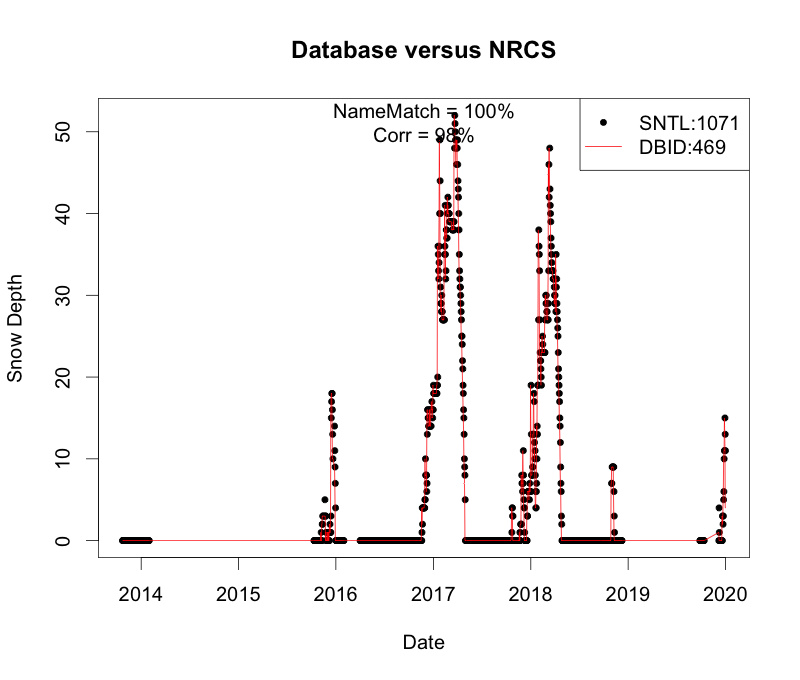 Database versus NRCS
NameMatch = 100%
Corr = 98%
SNTL:1071
DBID:469
Snow Depth
50
40
30
20
10
0
2014 2015 2016 2017 2018 2019 2020
Date